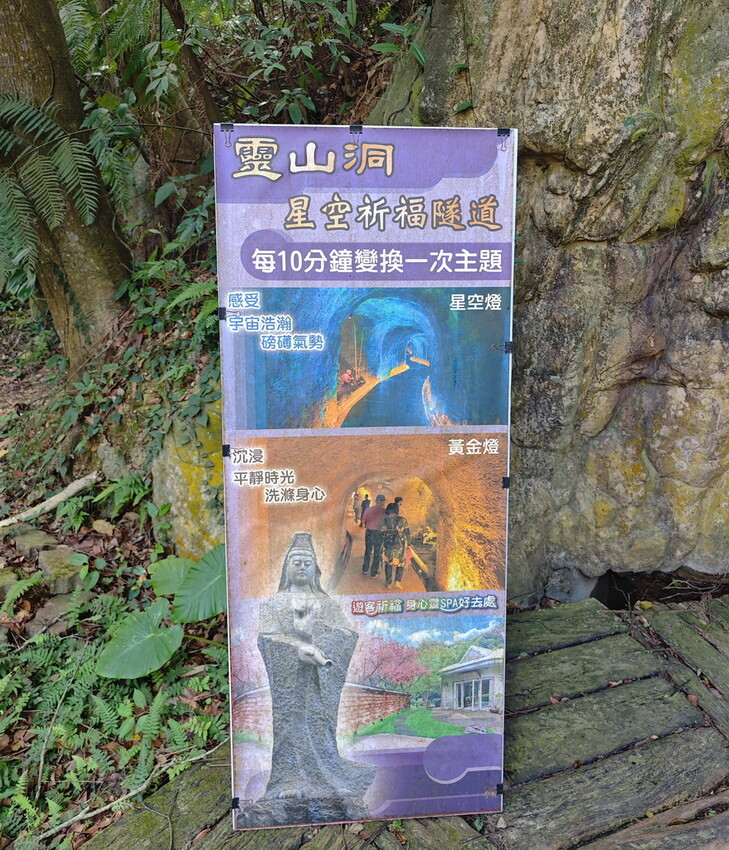 靈山洞
星空祈福隧道
每10分鐘變換一次主題
感受
宇宙浩瀚
磅礡氣勢
星空燈
沉浸
平靜時光
洗滌身心
黃金燈
遊客祈福 身心靈SPA好去處